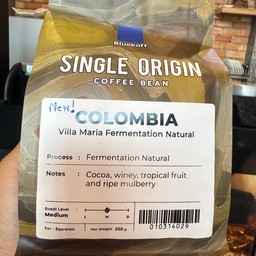 Bluekoff
SINGLE ORIGIN
COFFEE BEAN
New!
COLOMBIA
Villa Maria Fermentation Natural
Process : Fermentation Natural
Notes : Cocoa, winey, tropical fruit
and ripe mulberry
Roast Level :
Medium
L M D
For : Espresso
Net Weight : 250 g
010314029